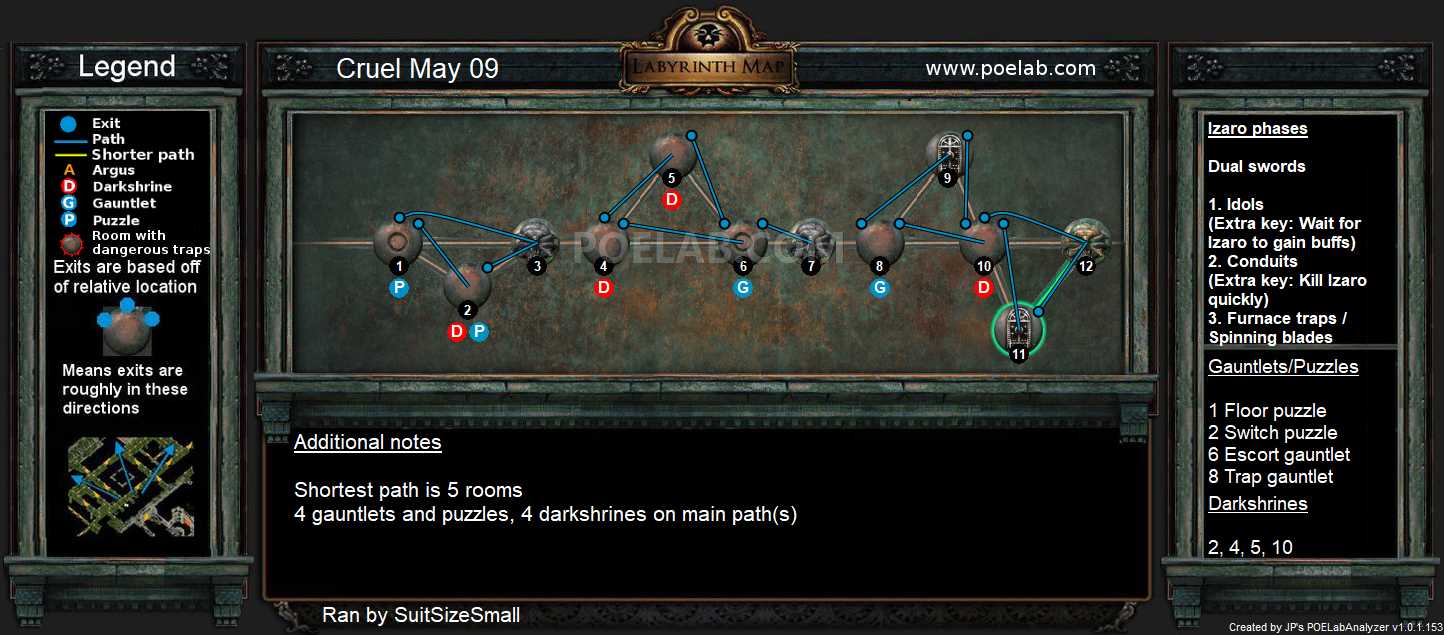 Legend
Cruel May 09
LABYRINTH MAP
www.poelab.com
Exit
Path
Shorter path
A Argus
D Darkshrine
G Gauntlet
P Puzzle
Room with
dangerous traps
Exits are based off
of relative location
Means exits are
roughly in these
directions
POELAB.COM
5
D
9
1
P
3
4
D
6
G
7
8
G
10
D
12
2
D P
11
Izaro phases
Dual swords
1. Idols
(Extra key: Wait for
Izaro to gain buffs)
2. Conduits
(Extra key: Kill Izaro
quickly)
3. Furnace traps /
Spinning blades
Gauntlets/Puzzles
1 Floor puzzle
2 Switch puzzle
6 Escort gauntlet
8 Trap gauntlet
Darkshrines
2, 4, 5, 10
Additional notes
Shortest path is 5 rooms
4 gauntlets and puzzles, 4 darkshrines on main path(s)
Ran by SuitSizeSmall
Created by JP's POELabAnalyzer v1.0.1.153